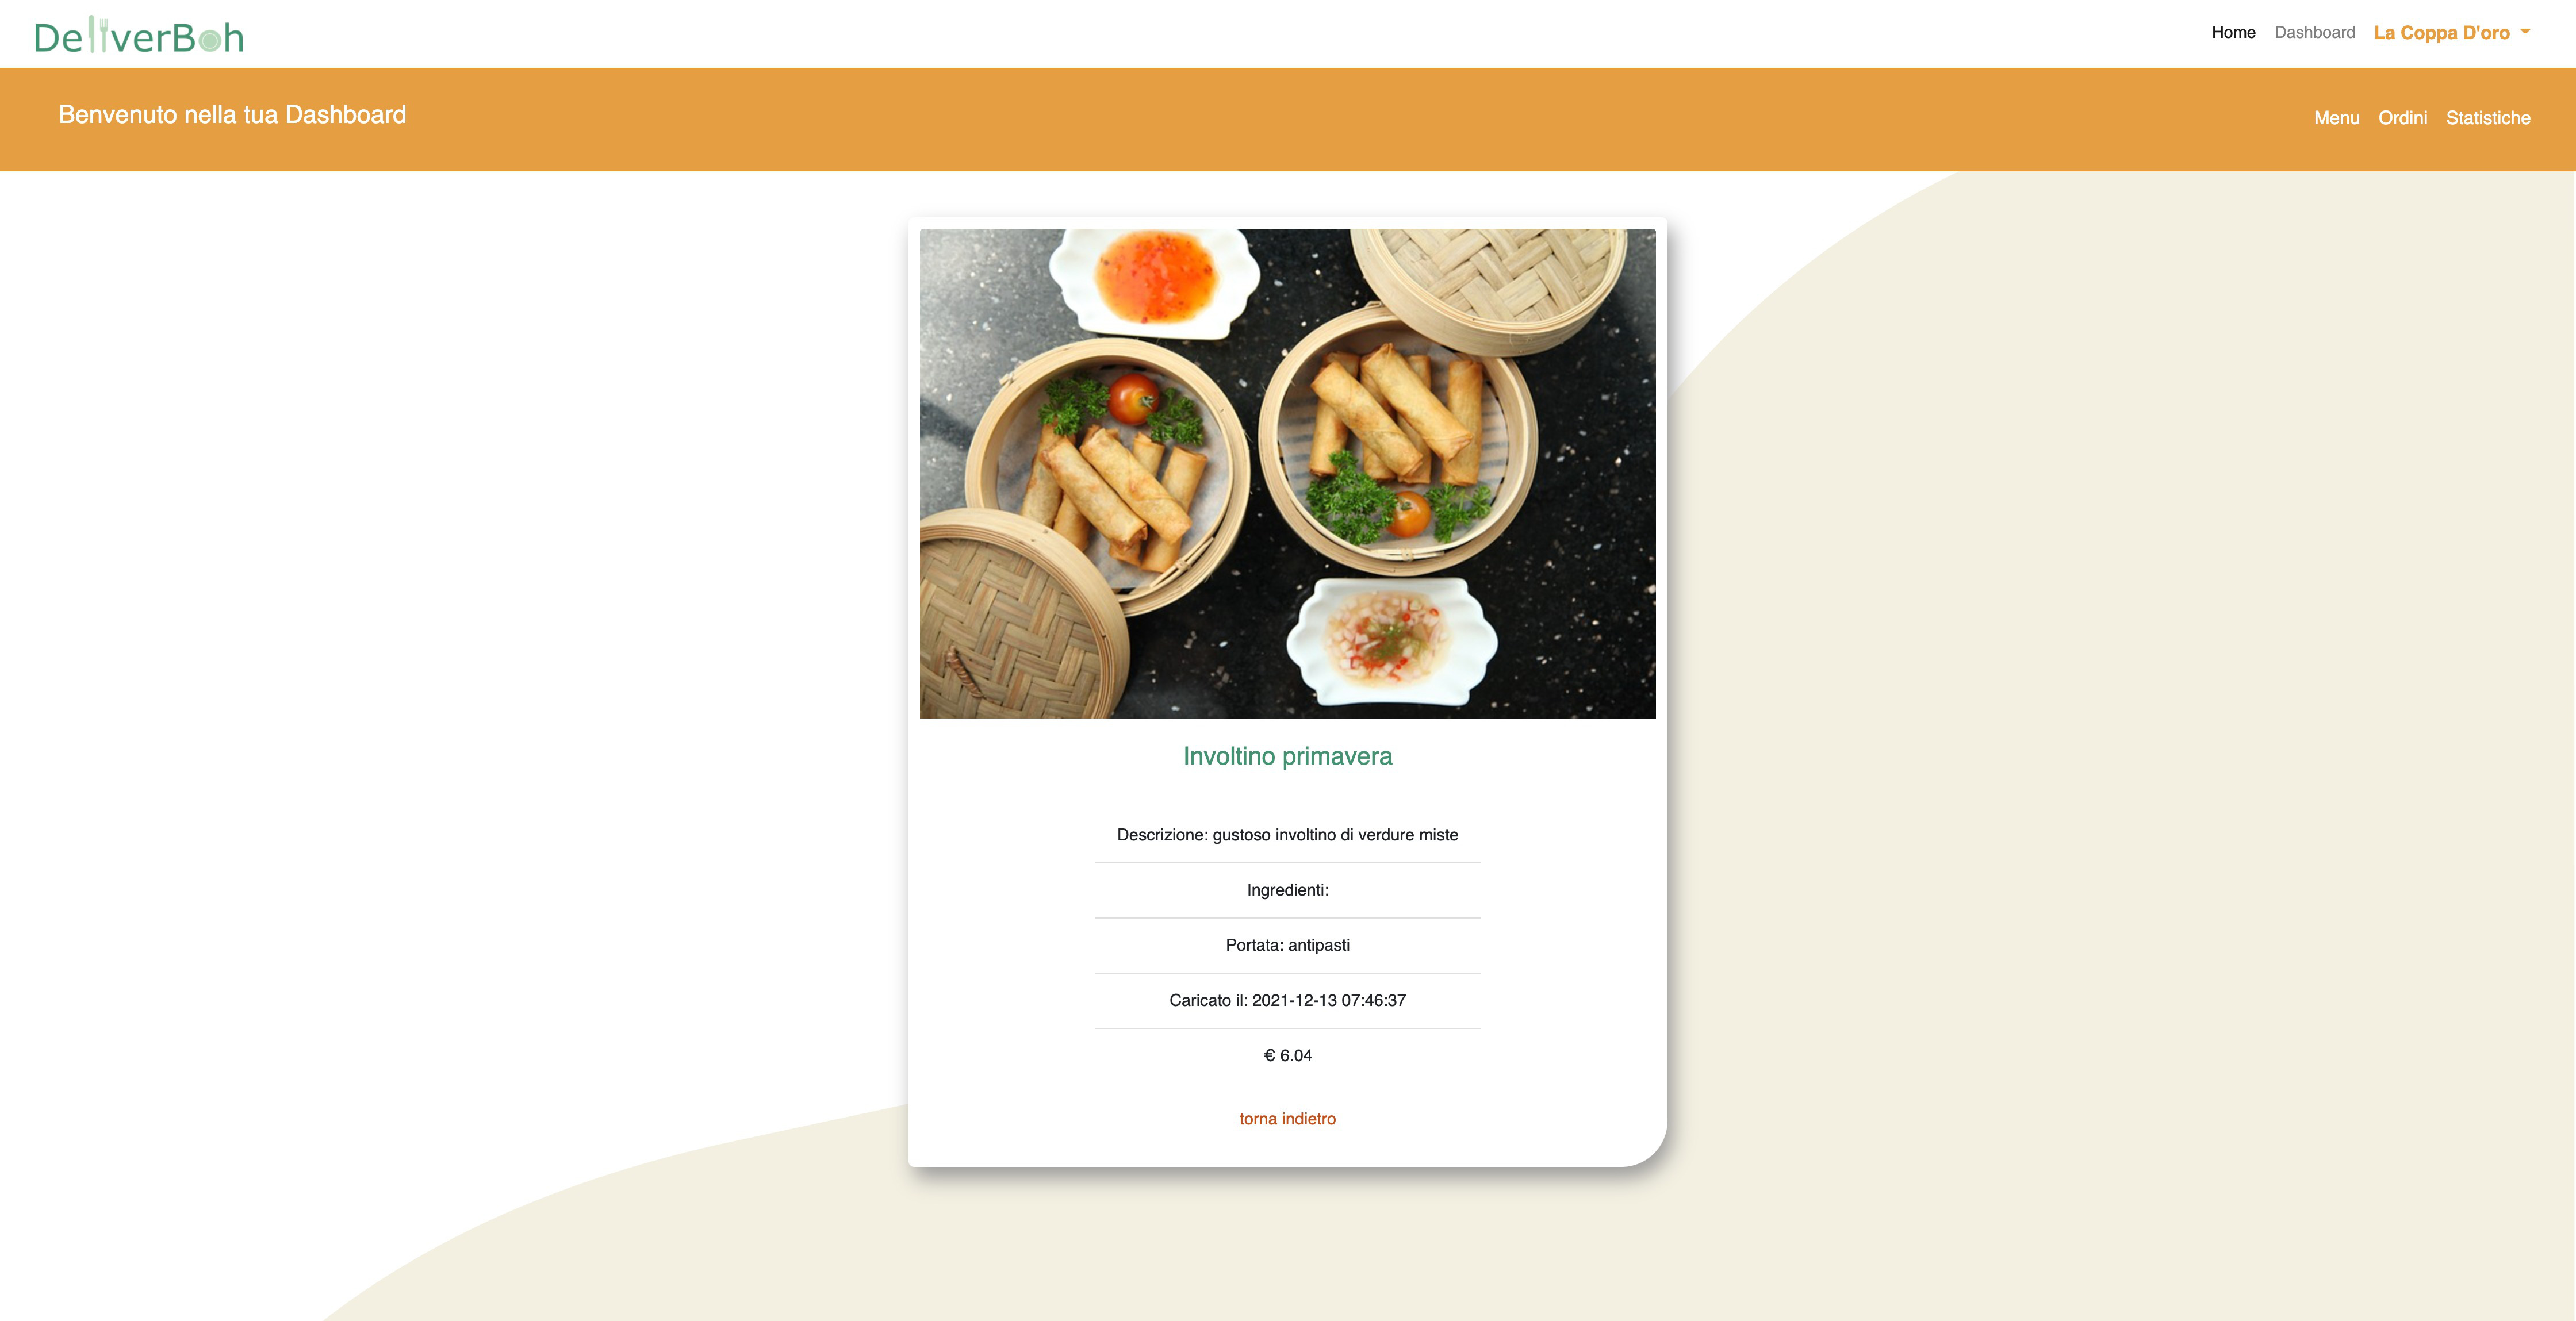 DeliverBoh
Home Dashboard La Coppa D'oro
Benvenuto nella tua Dashboard
Menu Ordini Statistiche
Involtino primavera
Descrizione: gustoso involtino di verdure miste
Ingredienti:
Portata: antipasti
Caricato il: 2021-12-13 07:46:37
€ 6.04
torna indietro